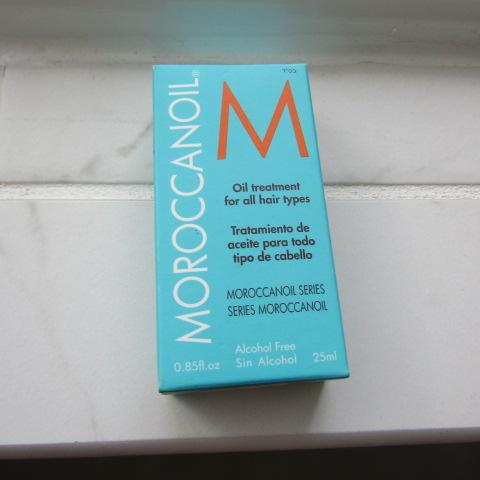 MOROCCANOIL®
M
Oil treatment
for all hair types
Tratamiento de
aceite para todo
tipo de cabello
MOROCCANOIL SERIES
SERIES MOROCCANOIL
Alcohol Free
0.85fl.oz Sin Alcohol 25ml